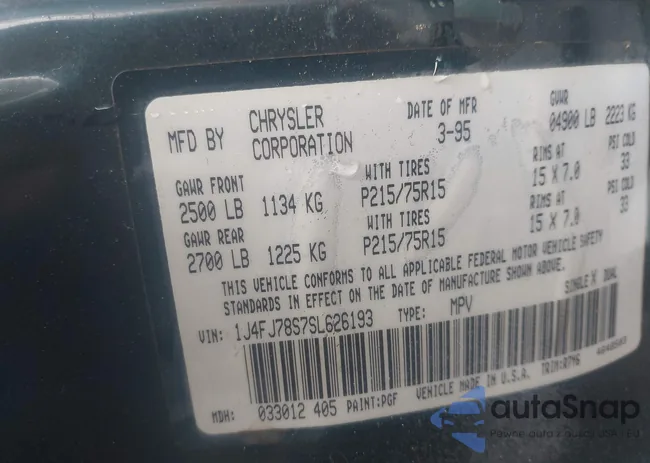 MFD BY CHRYSLER CORPORATION DATE OF MFR 3-95 GVWR 04900 LB 2223 KG
GAWR FRONT WITH TIRES RIMS AT PSI COLD
2500 LB 1134 KG P215/75R15 15 X 7.0 33
GAWR REAR WITH TIRES RIMS AT PSI COLD
2700 LB 1225 KG P215/75R15 15 X 7.0 33
THIS VEHICLE CONFORMS TO ALL APPLICABLE FEDERAL MOTOR VEHICLE SAFETY
STANDARDS IN EFFECT ON THE DATE OF MANUFACTURE SHOWN ABOVE.
VIN: 1J4FJ78S7SL626193 TYPE: MPV SINGLE X DUAL
MDH: 033012 405 PAINT:PGF VEHICLE MADE IN U.S.A. TRIM:
autoSnap